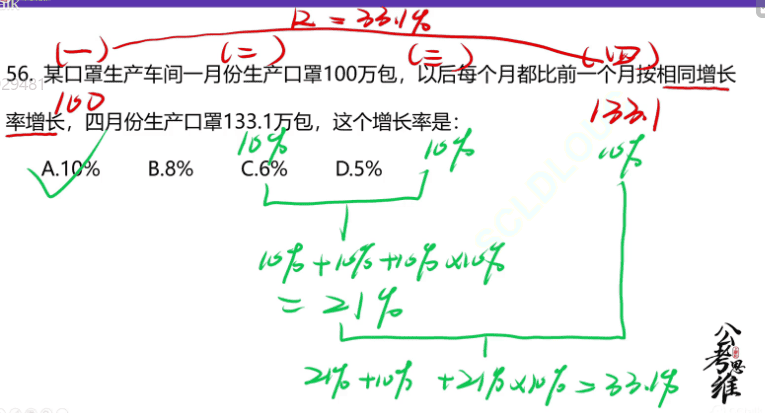 R = 33.1%
(一) (二) (三) (四)
56. 某口罩生产车间一月份生产口罩100万包，以后每个月都比前一个月按相同增长
100 133.1
率增长，四月份生产口罩133.1万包，这个增长率是：
10% 10% 10%
A.10% B.8% C.6% D.5%
10%+10%+10%×10%
= 21%
21%+10% +21%×10%=33.1%
公考思维